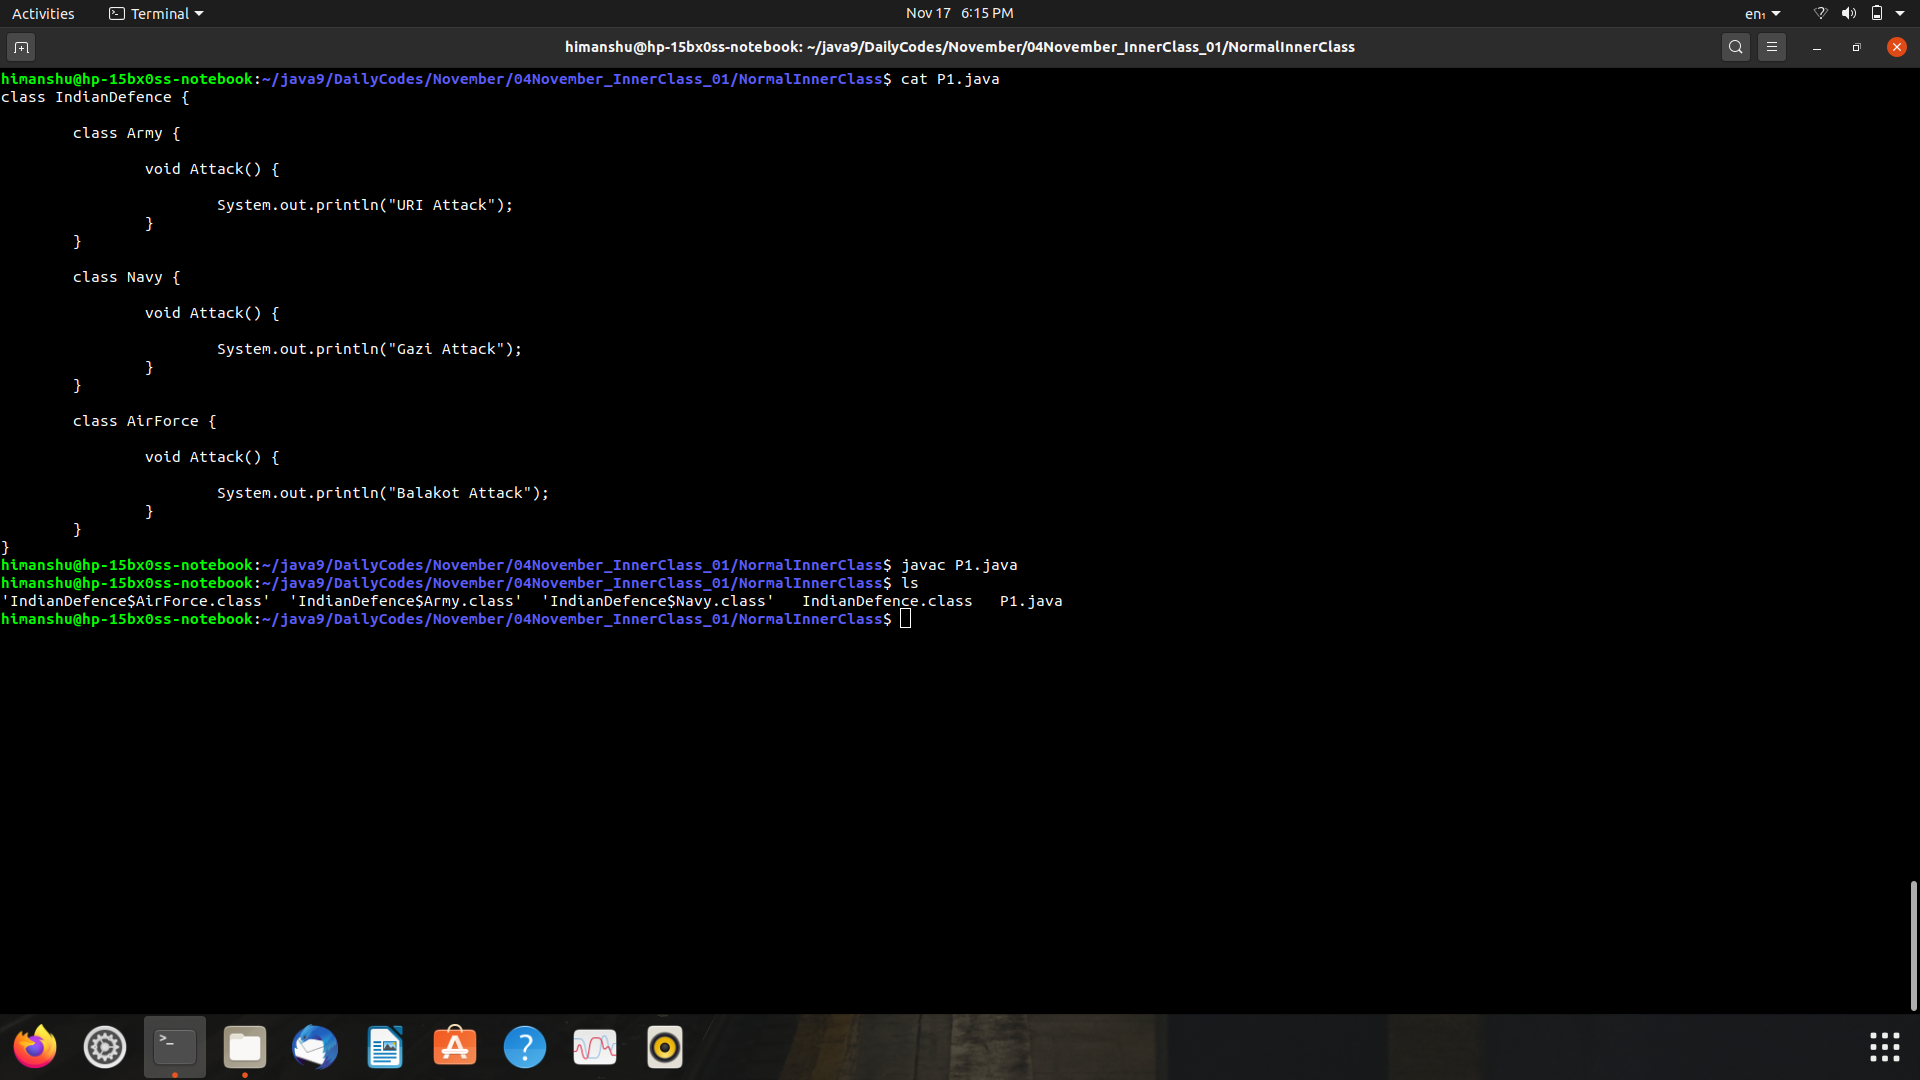 Activities Terminal Nov 17 6:15 PM en₁
himanshu@hp-15bx0ss-notebook: ~/java9/DailyCodes/November/04November_InnerClass_01/NormalInnerClass
himanshu@hp-15bx0ss-notebook:~/java9/DailyCodes/November/04November_InnerClass_01/NormalInnerClass$ cat P1.java
class IndianDefence {
class Army {
void Attack() {
System.out.println("URI Attack");
}
}
class Navy {
void Attack() {
System.out.println("Gazi Attack");
}
}
class AirForce {
void Attack() {
System.out.println("Balakot Attack");
}
}
}
himanshu@hp-15bx0ss-notebook:~/java9/DailyCodes/November/04November_InnerClass_01/NormalInnerClass$ javac P1.java
himanshu@hp-15bx0ss-notebook:~/java9/DailyCodes/November/04November_InnerClass_01/NormalInnerClass$ ls
'IndianDefence$AirForce.class' 'IndianDefence$Army.class' 'IndianDefence$Navy.class' IndianDefence.class P1.java
himanshu@hp-15bx0ss-notebook:~/java9/DailyCodes/November/04November_InnerClass_01/NormalInnerClass$